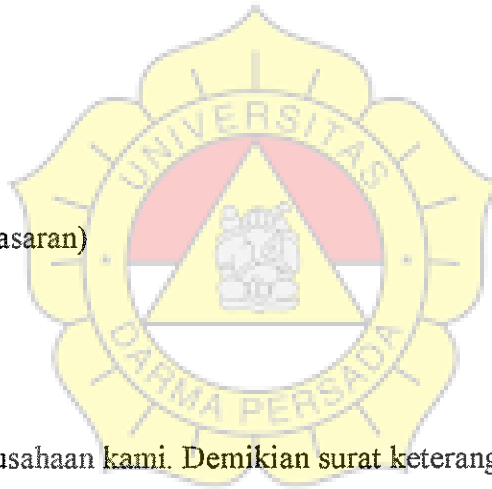 UNIVERSITAS
asaran)
DARMA PERSADA
usahaan kami. Demikian surat keterang